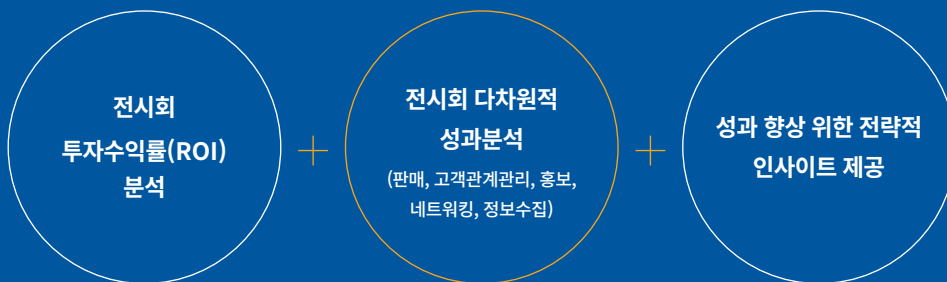 전시회
투자수익률(ROI)
분석
전시회 다차원적
성과분석
(판매, 고객관계관리, 홍보,
네트워킹, 정보수집)
성과 향상 위한 전략적
인사이트 제공